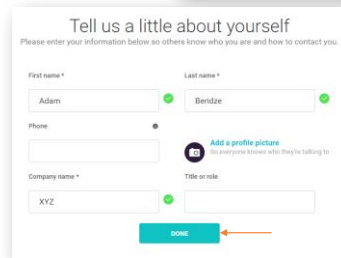 Tell us a little about yourself
Please enter your information below so others know who you are and how to contact you.
First name *
Last name *
Adam
Beridze
Phone
Add a profile picture
So everyone knows who they're talking to
Company name *
Title or role
XYZ
DONE